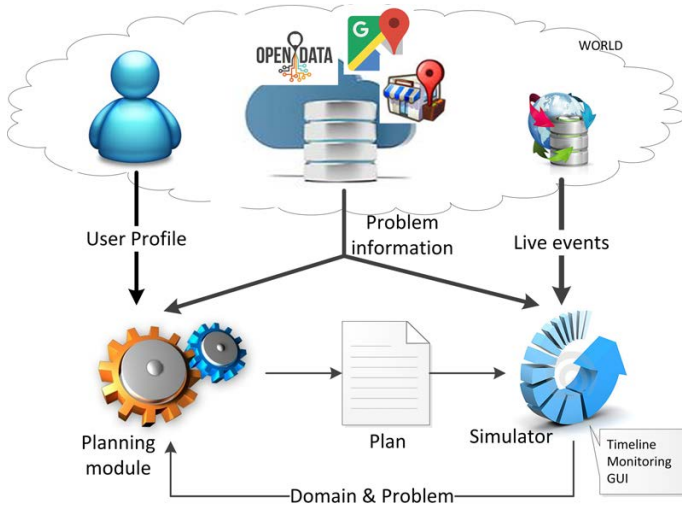 WORLD
OPEN DATA
G
User Profile
Problem
information
Live events
Planning
module
Plan
Simulator
Timeline
Monitoring
GUI
Domain & Problem